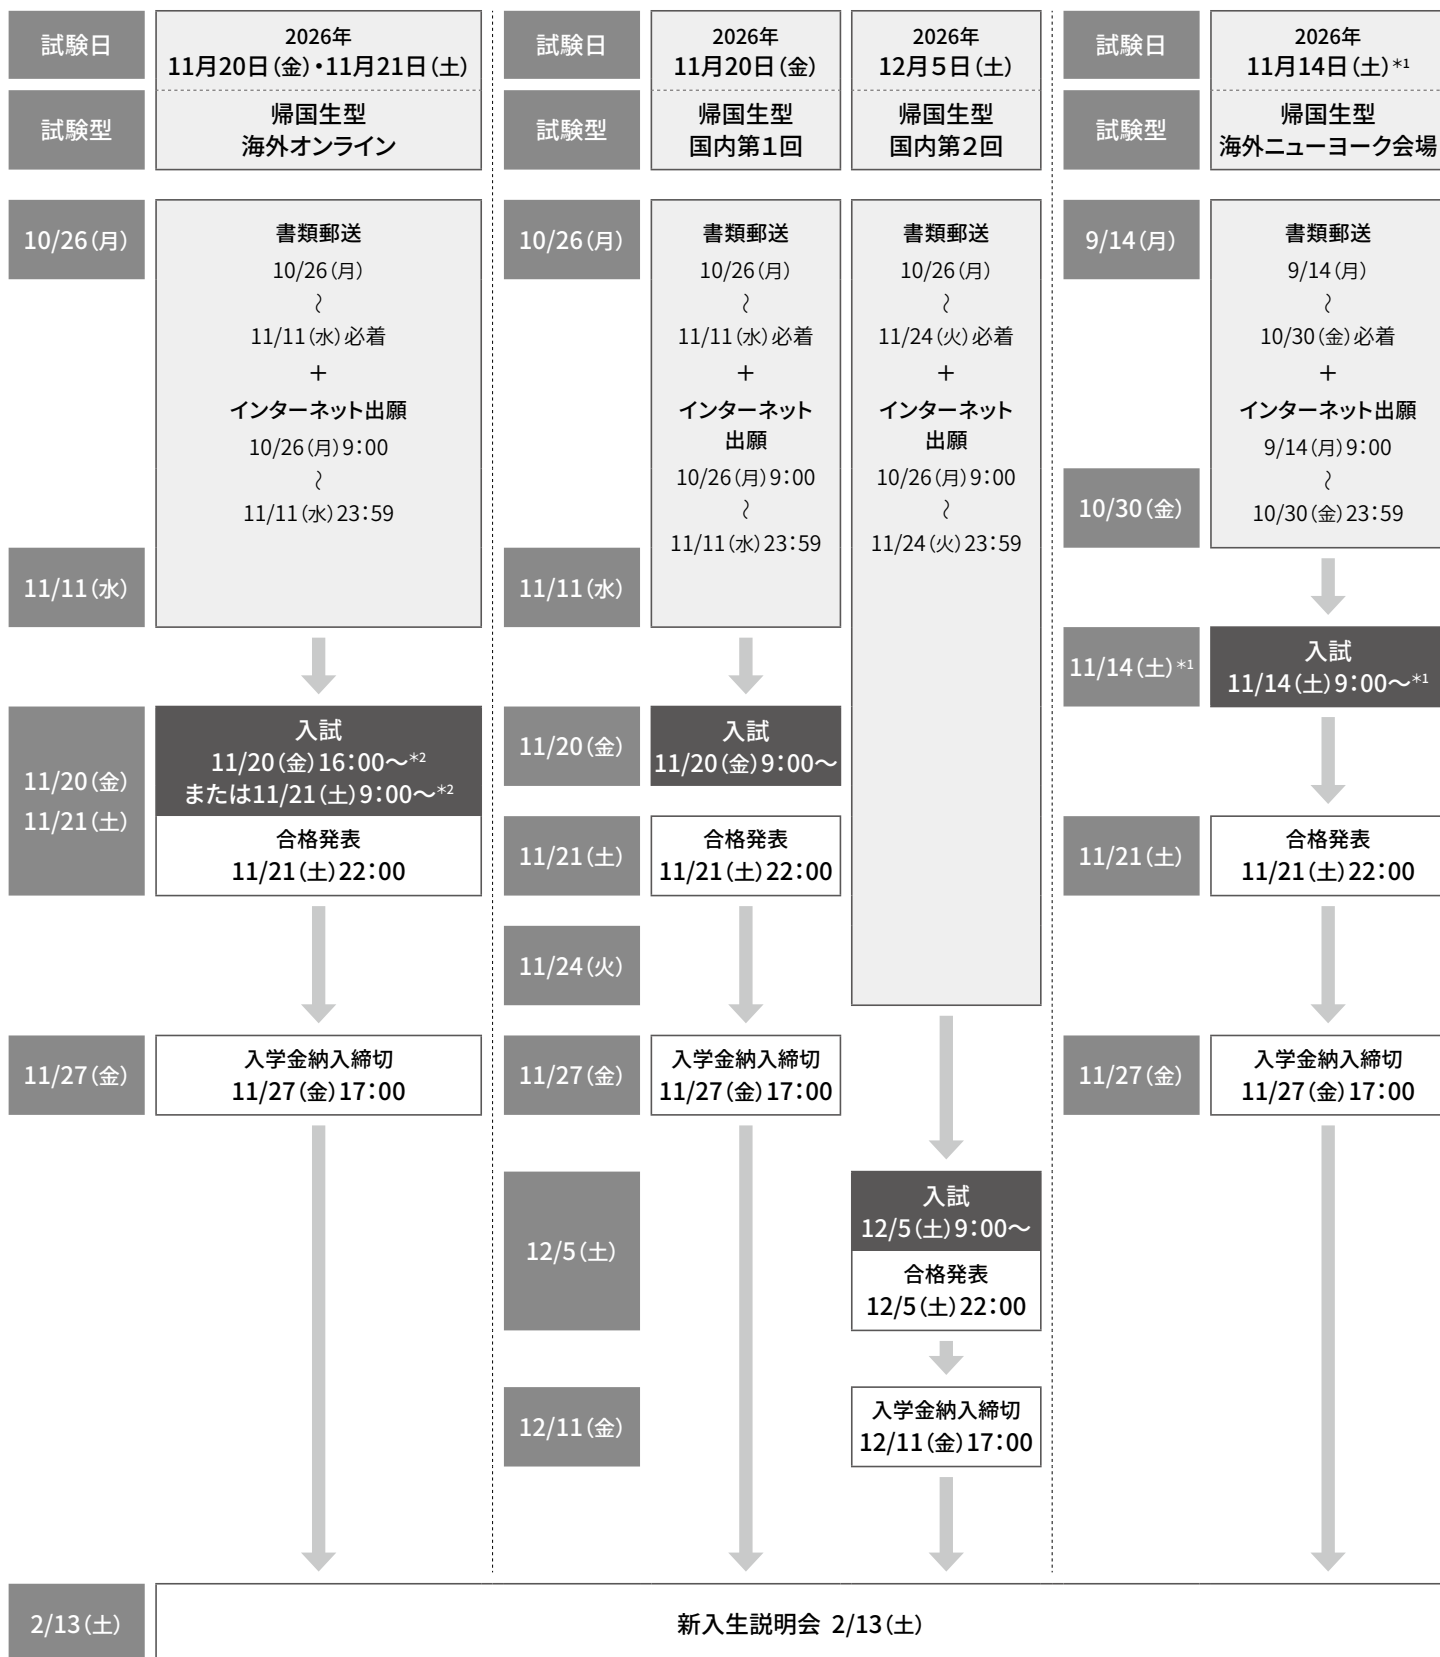 試験日
2026年
11月20日(金)・11月21日(土)
試験型
帰国生型
海外オンライン
10/26(月)
書類郵送
10/26(月)
〜
11/11(水)必着
+
インターネット出願
10/26(月)9:00
〜
11/11(水)23:59
11/11(水)
11/20(金)
11/21(土)
入試
11/20(金)16:00〜*2
または11/21(土)9:00〜*2
合格発表
11/21(土)22:00
11/27(金)
入学金納入締切
11/27(金)17:00
試験日
2026年
11月20日(金)
2026年
12月5日(土)
試験型
帰国生型
国内第1回
帰国生型
国内第2回
10/26(月)
書類郵送
10/26(月)
〜
11/11(水)必着
+
インターネット
出願
10/26(月)9:00
〜
11/11(水)23:59
書類郵送
10/26(月)
〜
11/24(火)必着
+
インターネット
出願
10/26(月)9:00
〜
11/24(火)23:59
11/11(水)
11/20(金)
入試
11/20(金)9:00〜
11/21(土)
合格発表
11/21(土)22:00
11/24(火)
11/27(金)
入学金納入締切
11/27(金)17:00
12/5(土)
入試
12/5(土)9:00〜
合格発表
12/5(土)22:00
12/11(金)
入学金納入締切
12/11(金)17:00
試験日
2026年
11月14日(土)*1
試験型
帰国生型
海外ニューヨーク会場
9/14(月)
書類郵送
9/14(月)
〜
10/30(金)必着
+
インターネット出願
9/14(月)9:00
〜
10/30(金)23:59
10/30(金)
11/14(土)*1
入試
11/14(土)9:00〜*1
11/21(土)
合格発表
11/21(土)22:00
11/27(金)
入学金納入締切
11/27(金)17:00
2/13(土)
新入生説明会 2/13(土)